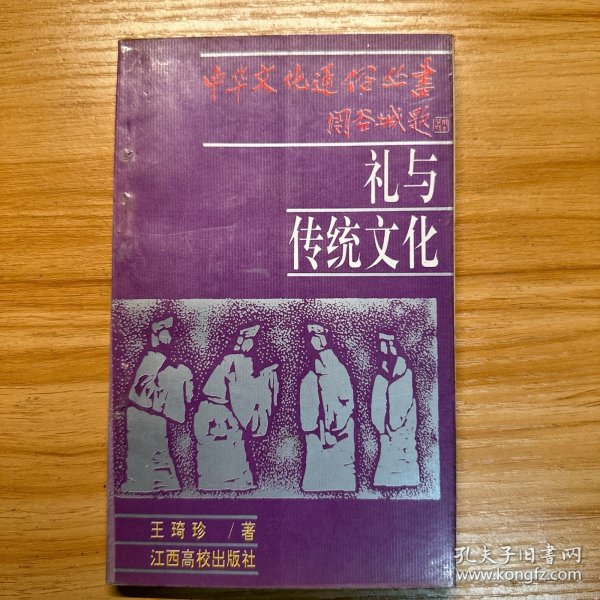 中华文化通俗丛书
周谷城题
礼与
传统文化
王琦珍 / 著
江西高校出版社
孔夫子旧书网
www.kongfz.com